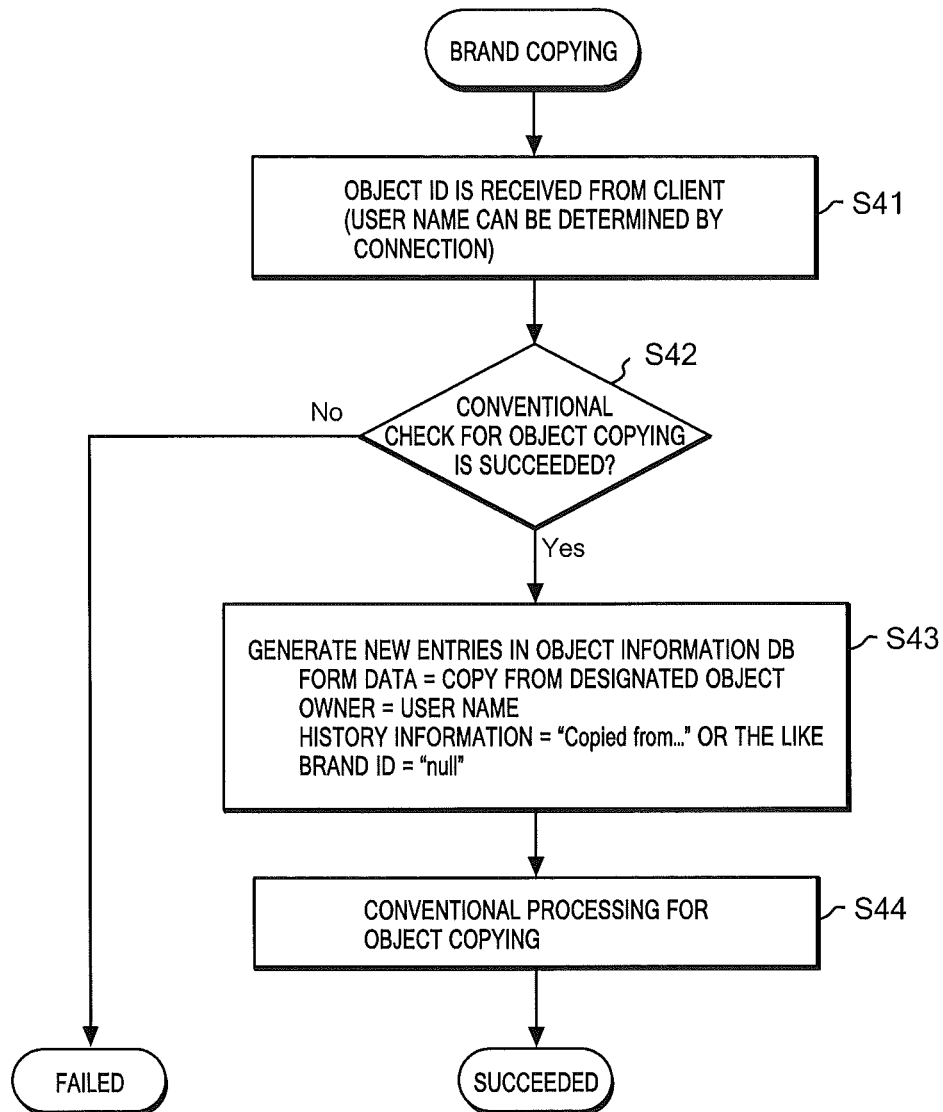 BRAND COPYING
OBJECT ID IS RECEIVED FROM CLIENT
(USER NAME CAN BE DETERMINED BY
CONNECTION)
S41
S42
CONVENTIONAL
CHECK FOR OBJECT COPYING
IS SUCCEEDED?
No
Yes
GENERATE NEW ENTRIES IN OBJECT INFORMATION DB
FORM DATA = COPY FROM DESIGNATED OBJECT
OWNER = USER NAME
HISTORY INFORMATION = “Copied from...” OR THE LIKE
BRAND ID = “null”
S43
CONVENTIONAL PROCESSING FOR
OBJECT COPYING
S44
FAILED
SUCCEEDED